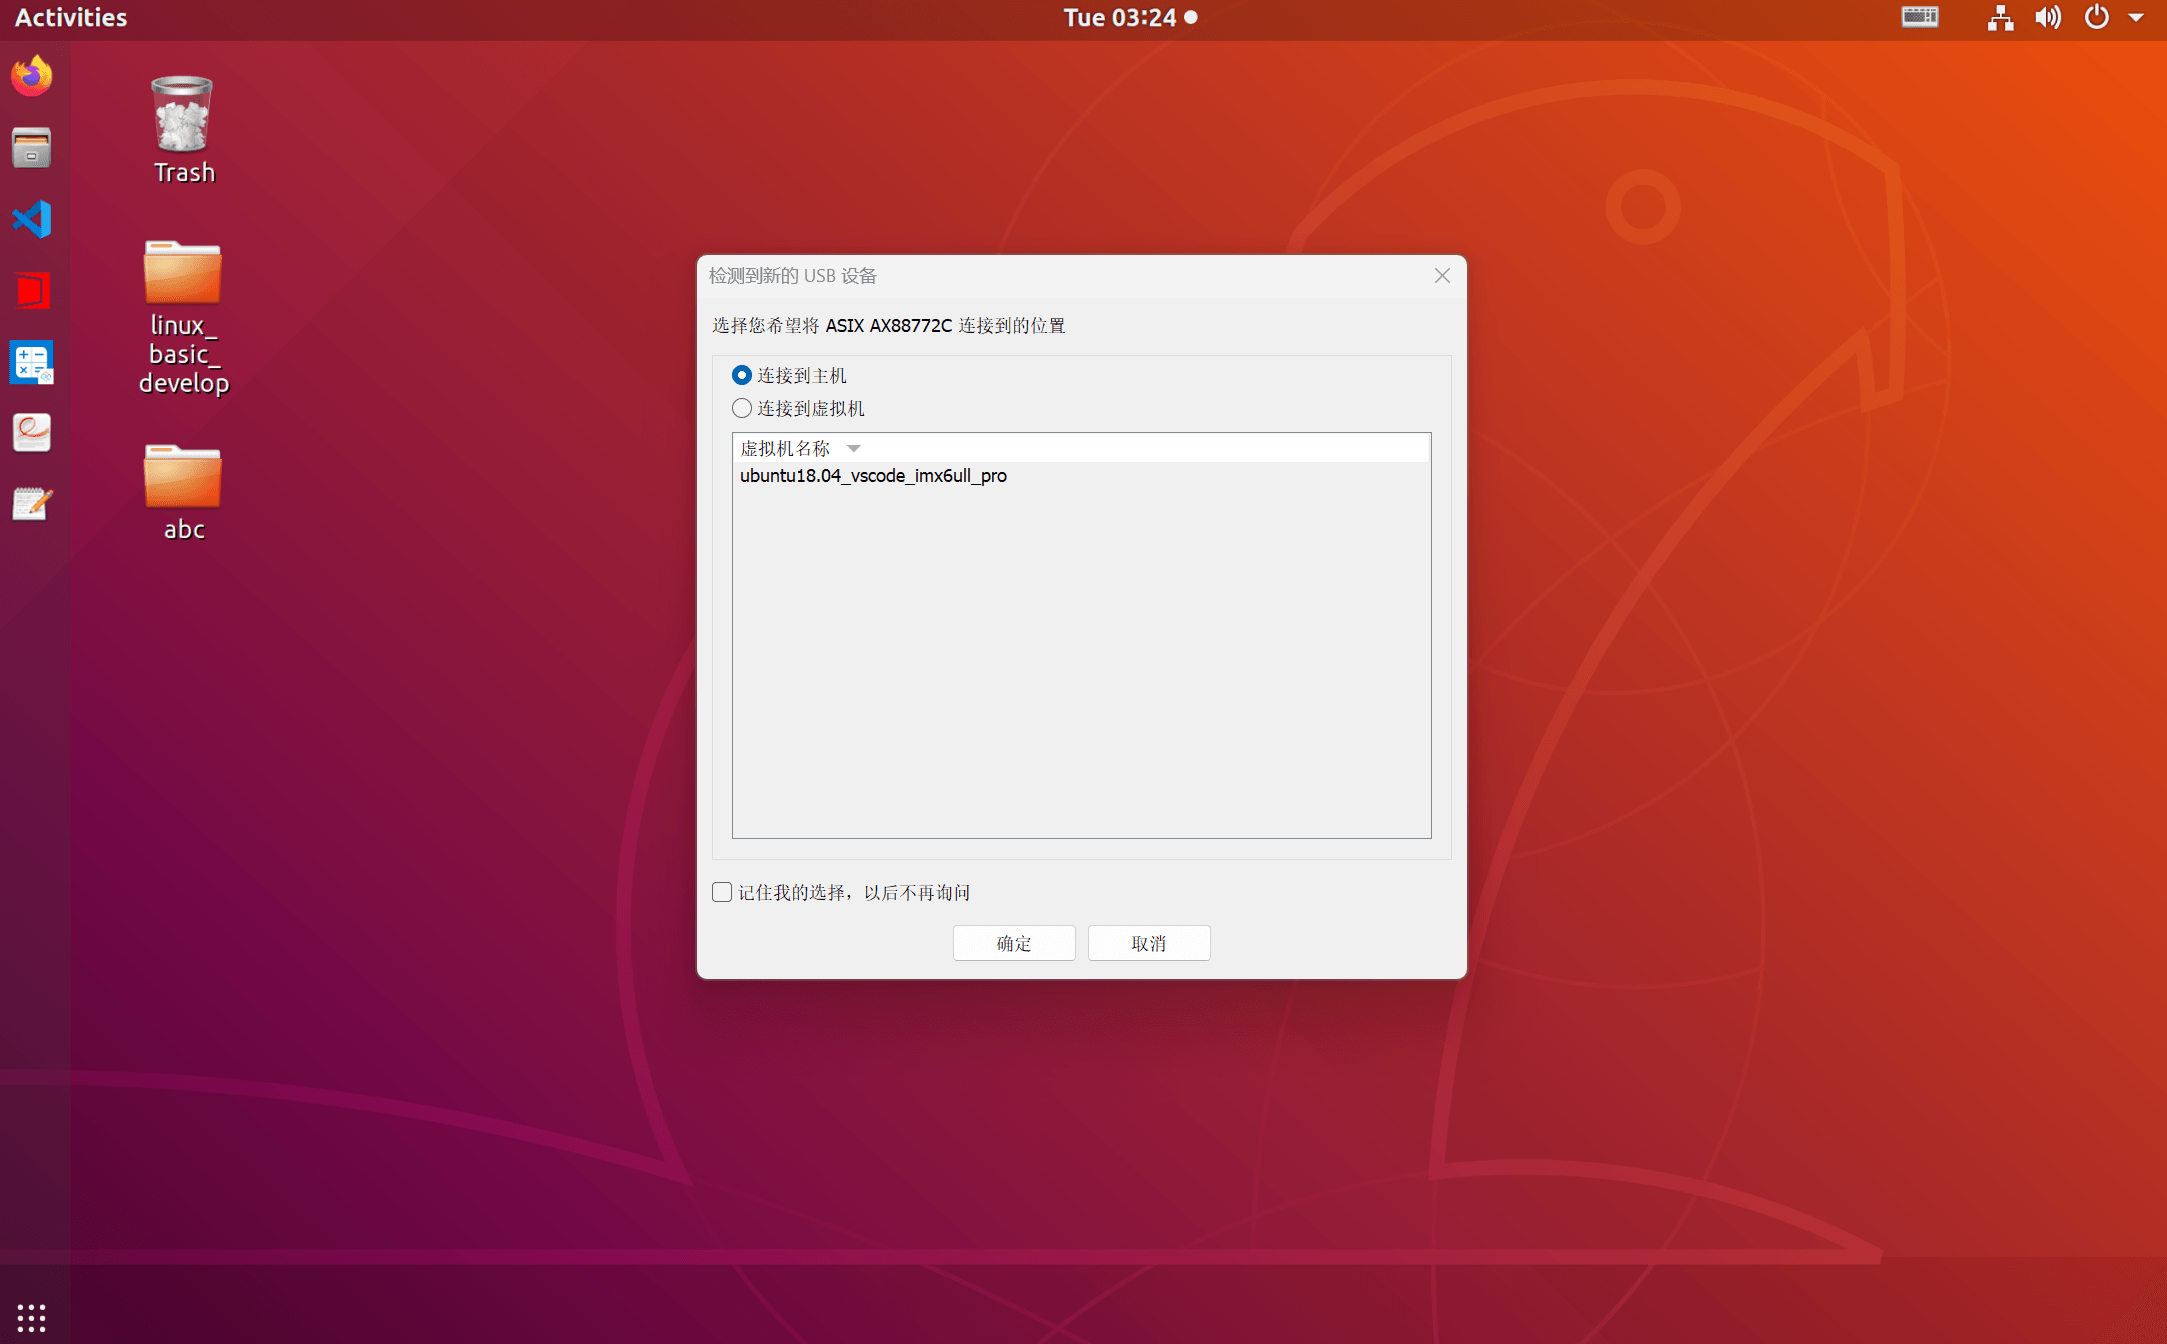 Activities
Tue 03:24
Trash
linux_
basic_
develop
abc
检测到新的 USB 设备
选择您希望将 ASIX AX88772C 连接到的位置
连接到主机
连接到虚拟机
虚拟机名称
ubuntu18.04_vscode_imx6ull_pro
记住我的选择，以后不再询问
确定
取消